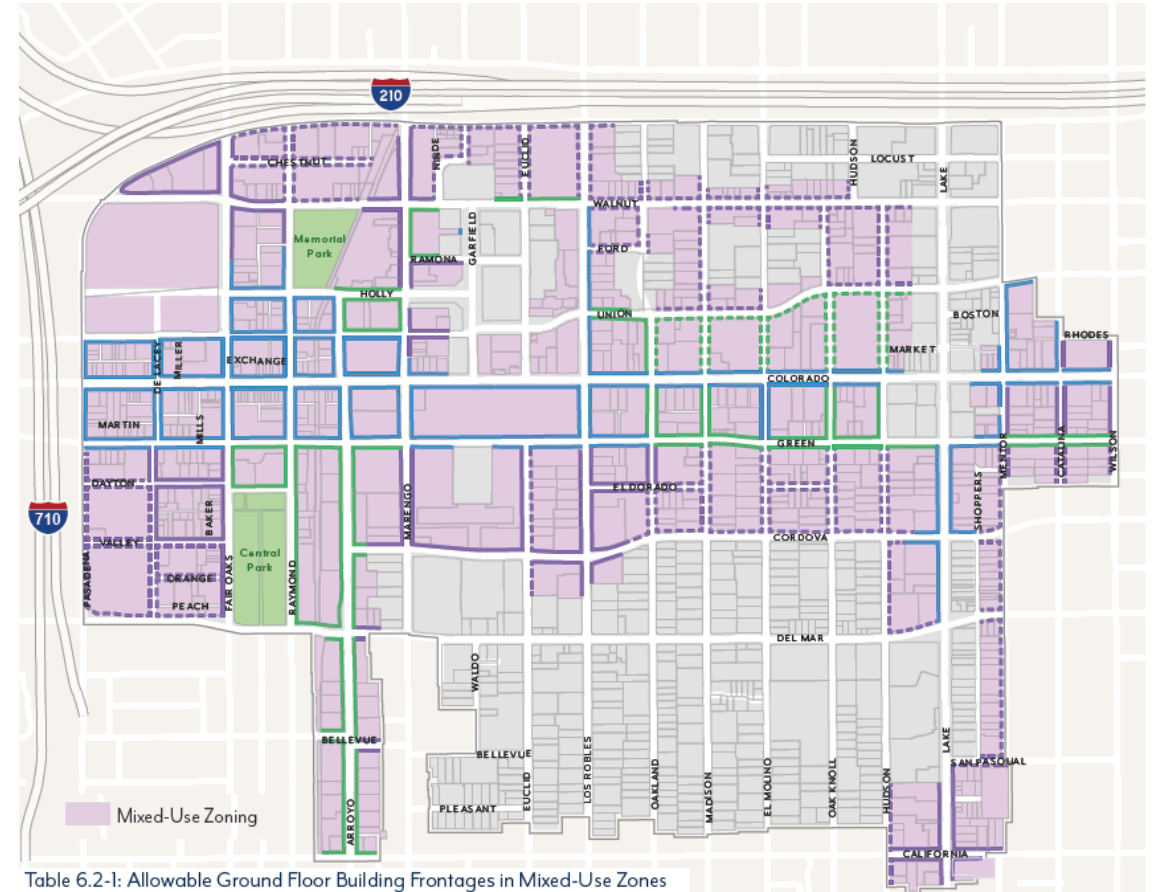 210
CHESTNUT
RINDE
EUCLID
HUDSON
LOCUST
LAKE
WALNUT
Memorial
Park
GARFIELD
FORD
RAMONA
HOLLY
UNION
BOSTON
RHODES
DE LACEY
MILLER
EXCHANGE
MARKET
COLORADO
MARTIN
MILLS
GREEN
MENTOR
CATALINA
WILSON
DAYTON
MARENGO
EL DORADO
SHOPPERS
710
BAKER
VALLEY
CORDOVA
PASADENA
Central
Park
ORANGE
FAIR OAKS
RAYMOND
PEACH
DEL MAR
WALDO
BELLEVUE
BELLEVUE
LAKE
SAN PASQUAL
EUCLID
LOS ROBLES
OAKLAND
MADISON
EL MOLINO
OAK KNOLL
HUDSON
Mixed-Use Zoning
ARROYO
PLEASANT
CALIFORNIA
Table 6.2-1: Allowable Ground Floor Building Frontages in Mixed-Use Zones